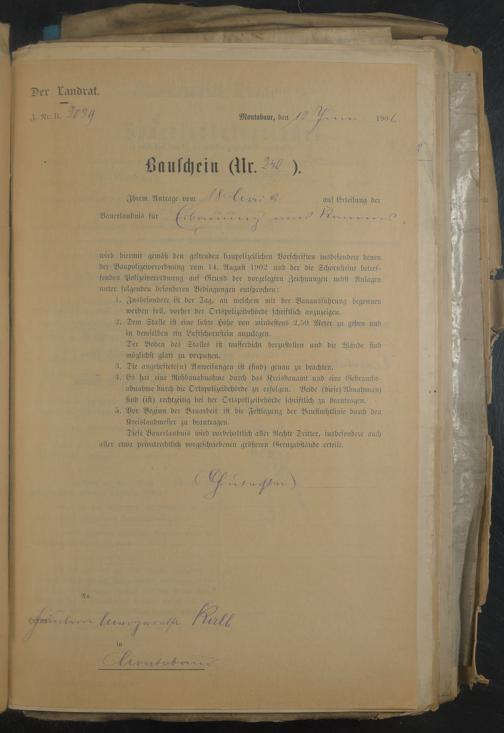 Der Landrat.
J.-Nr. II. 3039
Montabaur, den 12 Juni 190
Bauschein (Nr. 240 ).
Ihrem Antrage vom 18 auf Erteilung der
Bauerlaubnis für Erbauung eines
wird hiermit gemäß den geltenden baupolizeilichen Vorschriften insbesondere denen
der Baupolizeiverordnung vom 14. August 1902 und der die Schornsteine betref-
fenden Polizeiverordnung auf Grund der vorgelegten Zeichnungen nebst Anlagen
unter folgenden besonderen Bedingungen entsprochen:
1. Insbesondere ist der Tag, an welchem mit der Bauausführung begonnen
werden soll, vorher der Ortspolizeibehörde schriftlich anzuzeigen.
2. Dem Stalle ist eine lichte Höhe von mindestens 2,50 Meter zu geben und
in demselben ein Luftschornstein anzulegen.
Der Boden des Stalles ist wasserdicht herzustellen und die Wände sind
möglichst glatt zu verputzen.
3. Die angeheftete(n) Anweisungen ist (sind) genau zu beachten.
4. Es hat eine Rohbauabnahme durch das Kreisbauamt und eine Gebrauchs-
abnahme durch die Ortspolizeibehörde zu erfolgen. Beide (diese) Abnahme(n)
sind (ist) rechtzeitig bei der Ortspolizeibehörde schriftlich zu beantragen.
5. Vor Beginn der Bauarbeit ist die Festlegung der Baufluchtlinie durch den
Kreislandmesser zu beantragen.
Diese Bauerlaubnis wird vorbehaltlich aller Rechte Dritter, insbesondere auch
aller etwa privatrechtlich vorgeschriebenen größeren Grenzabstände erteilt.
An
Fräulein Margarethe Kalb
in
Montabaur